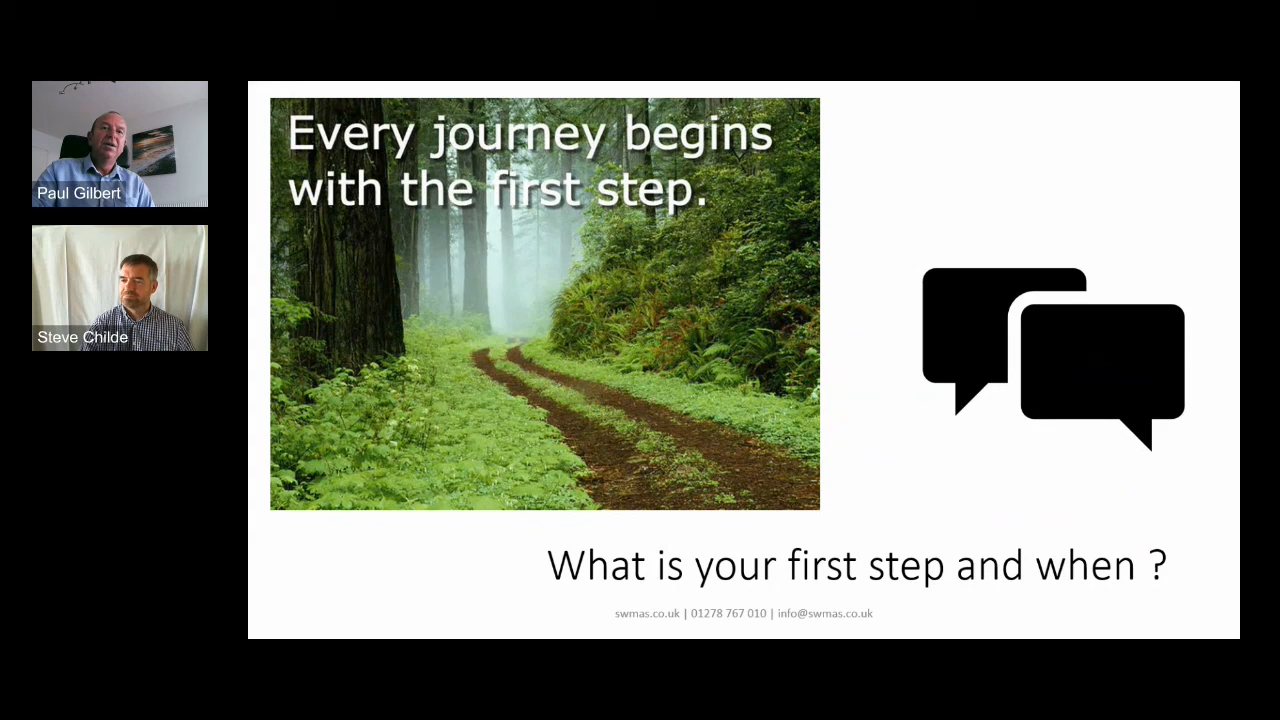 Paul Gilbert
Steve Childe
Every journey begins
with the first step.
What is your first step and when ?
swmas.co.uk | 01278 767 010 | info@swmas.co.uk